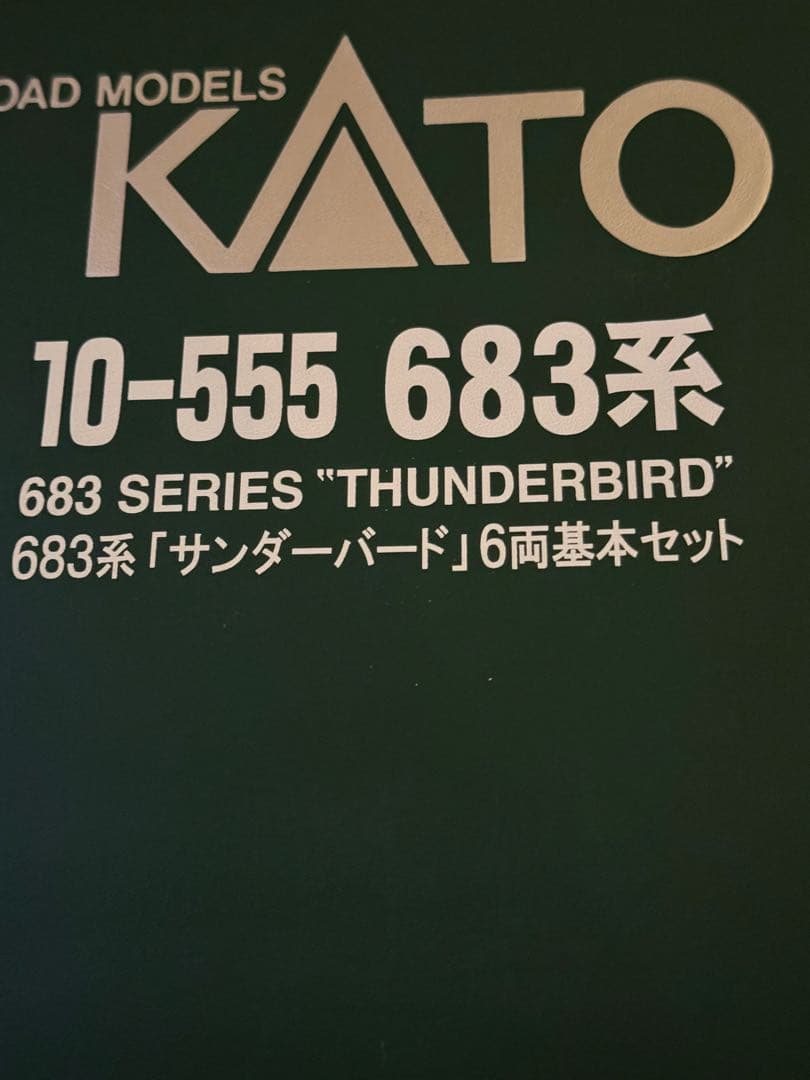 OAD MODELS
KATO
10-555 683系
683 SERIES "THUNDERBIRD"
683系「サンダーバード」6両基本セット